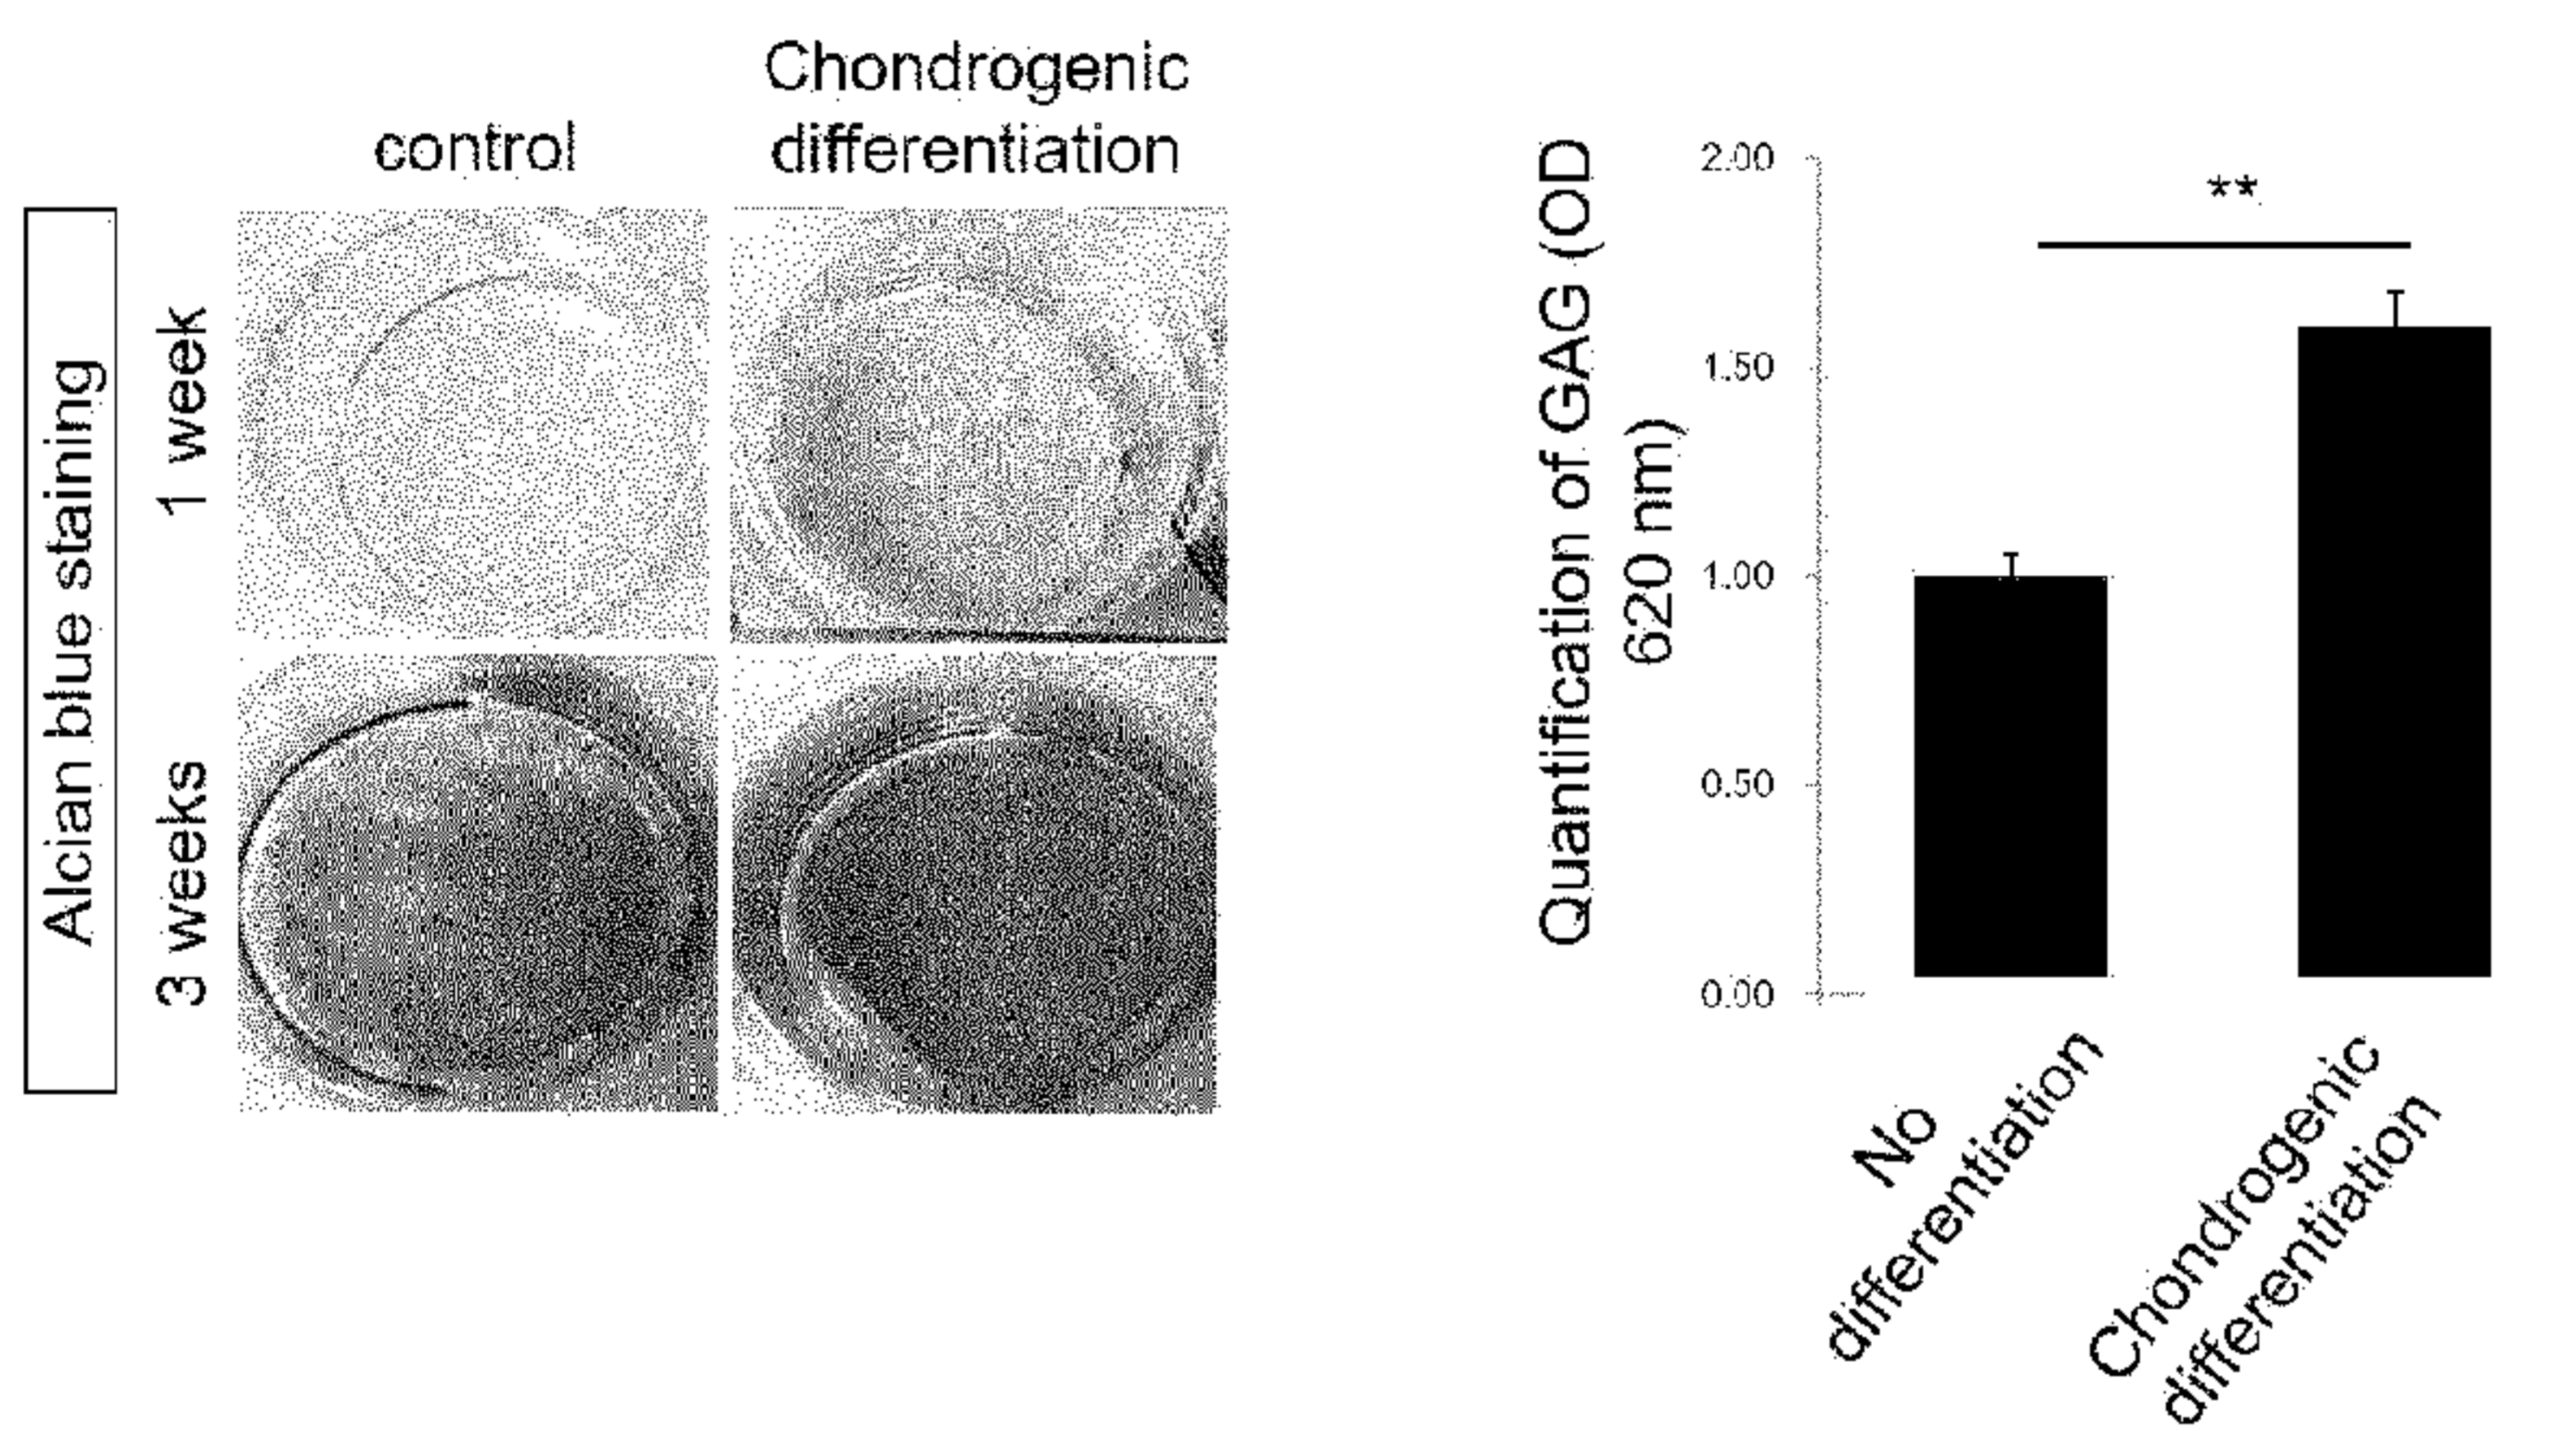 Chondrogenic
control
differentiation
Alcian blue staining
1 week
3 weeks
Quantification of GAG (OD
620 nm)
2.00
1.50
1.00
0.50
0.00
**
No
differentiation
Chondrogenic
differentiation